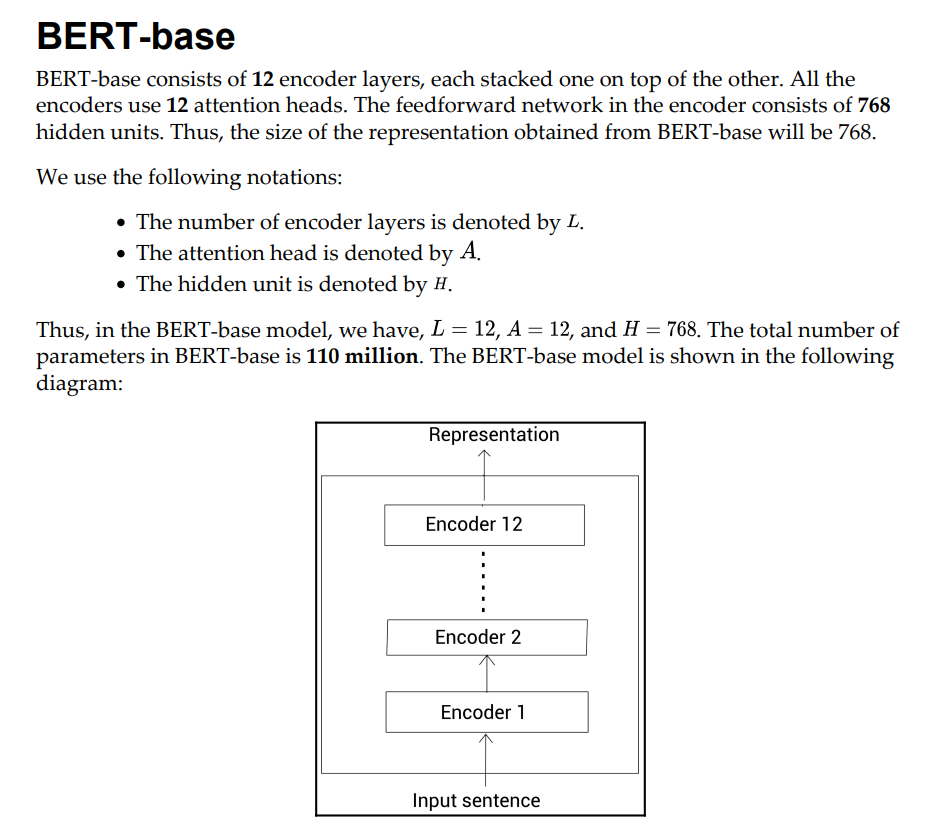 BERT-base
BERT-base consists of 12 encoder layers, each stacked one on top of the other. All the
encoders use 12 attention heads. The feedforward network in the encoder consists of 768
hidden units. Thus, the size of the representation obtained from BERT-base will be 768.
We use the following notations:
• The number of encoder layers is denoted by L.
• The attention head is denoted by A.
• The hidden unit is denoted by H.
Thus, in the BERT-base model, we have, L = 12, A = 12, and H = 768. The total number of
parameters in BERT-base is 110 million. The BERT-base model is shown in the following
diagram:
Representation
Encoder 12
Encoder 2
Encoder 1
Input sentence